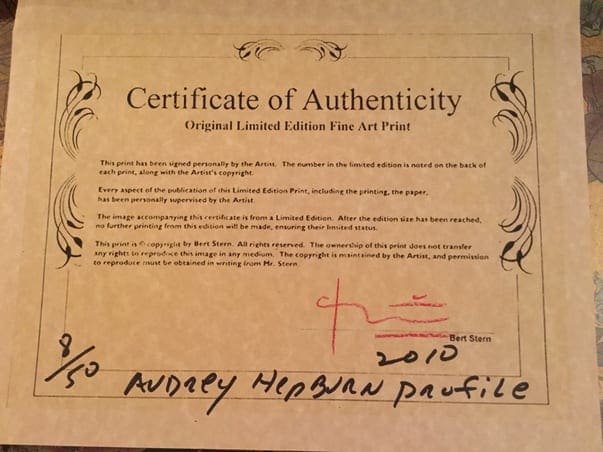 Certificate of Authenticity
Original Limited Edition Fine Art Print
This print has been signed personally by the Artist. The number in the limited edition is noted on the back of
each print, along with the Artist's copyright.
Every aspect of the publication of this Limited Edition Print, including the printing, the paper,
has been personally supervised by the Artist.
The image accompanying this certificate is from a Limited Edition. After the edition size has been reached,
no further printing from this edition will be made, ensuring their limited status.
This print is © copyright by Bert Stern. All rights reserved. The ownership of this print does not transfer
any rights to reproduce this image in any medium. The copyright is maintained by the Artist, and permission
to reproduce must be obtained in writing from Mr. Stern.
Bert Stern
2010
8/50 AUDREY HEPBURN profile